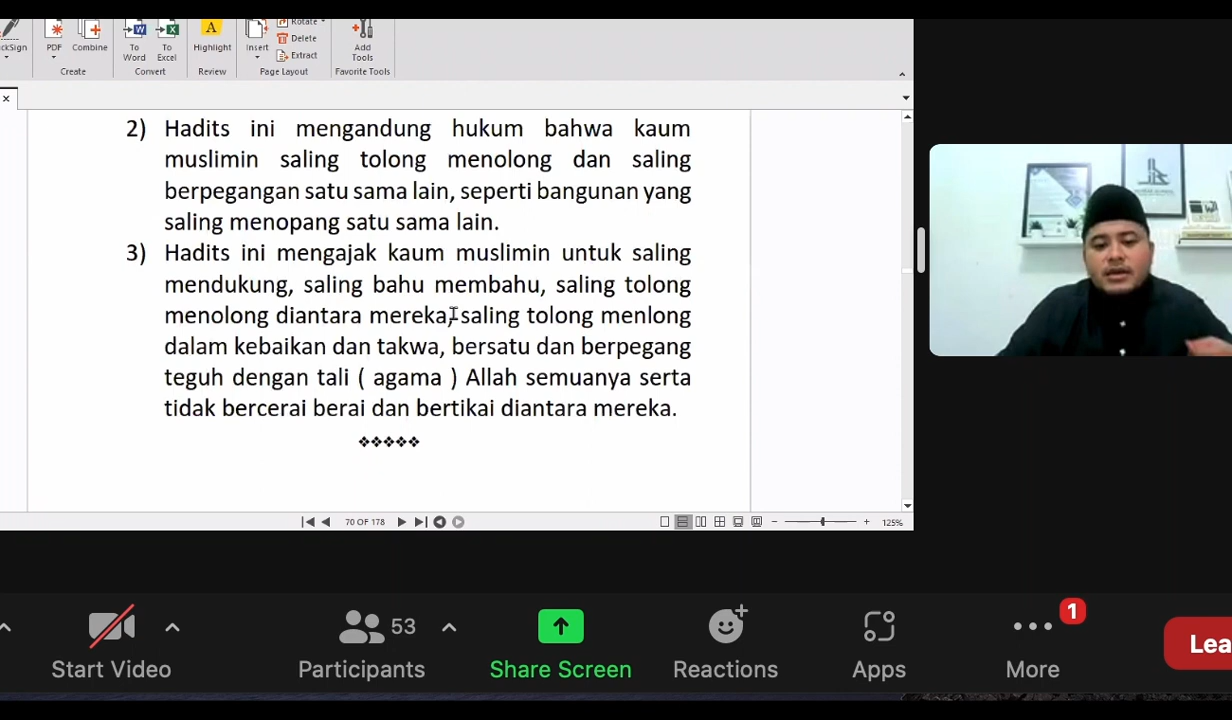 Rotate
Delete
Extract
PDF
Combine
To Word
To Excel
Highlight
Insert
Add Tools
Create
Convert
Review
Page Layout
Favorite Tools
2) Hadits ini mengandung hukum bahwa kaum
muslimin saling tolong menolong dan saling
berpegangan satu sama lain, seperti bangunan yang
saling menopang satu sama lain.
3) Hadits ini mengajak kaum muslimin untuk saling
mendukung, saling bahu membahu, saling tolong
menolong diantara mereka, saling tolong menlong
dalam kebaikan dan takwa, bersatu dan berpegang
teguh dengan tali ( agama ) Allah semuanya serta
tidak bercerai berai dan bertikai diantara mereka.
70 OF 178
125%
53
1
Start Video
Participants
Share Screen
Reactions
Apps
More
Lea